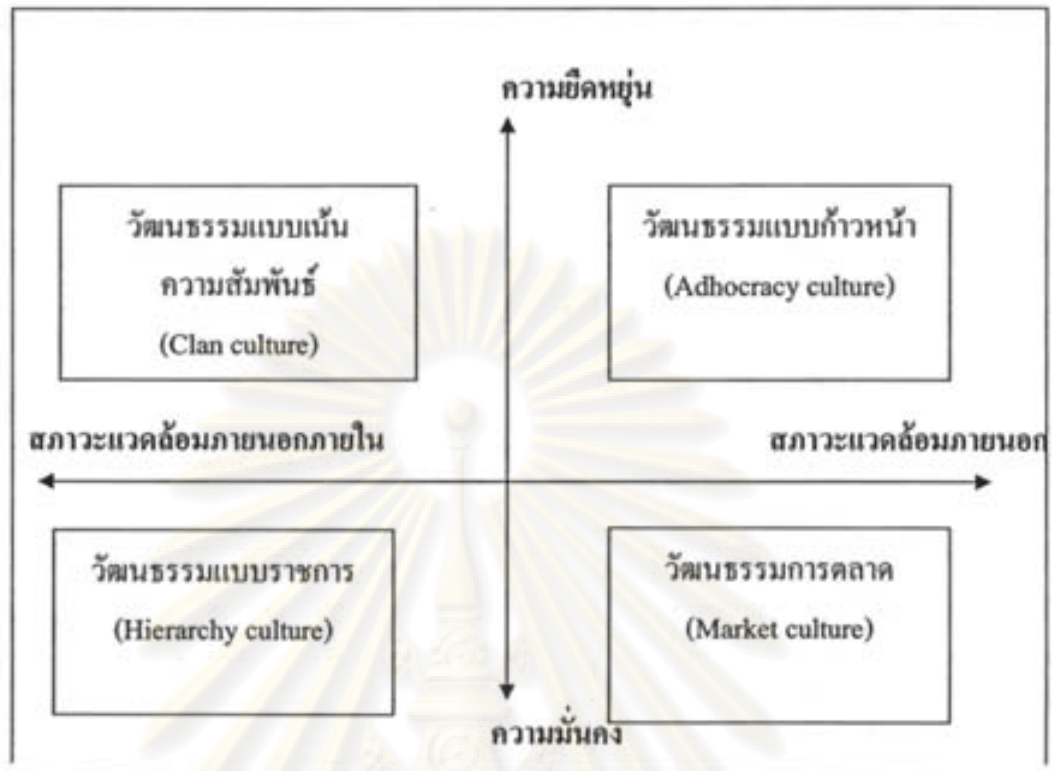 ความยืดหยุ่น
วัฒนธรรมแบบเน้น
ความสัมพันธ์
(Clan culture)
วัฒนธรรมแบบก้าวหน้า
(Adhocracy culture)
สภาวะแวดล้อมภายนอกภายใน
สภาวะแวดล้อมภายนอก
วัฒนธรรมแบบราชการ
(Hierarchy culture)
วัฒนธรรมการตลาด
(Market culture)
ความมั่นคง